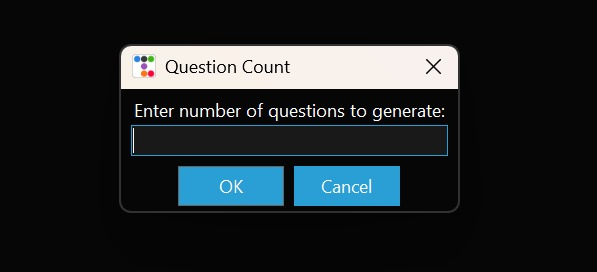 Question Count
Enter number of questions to generate:
OK
Cancel